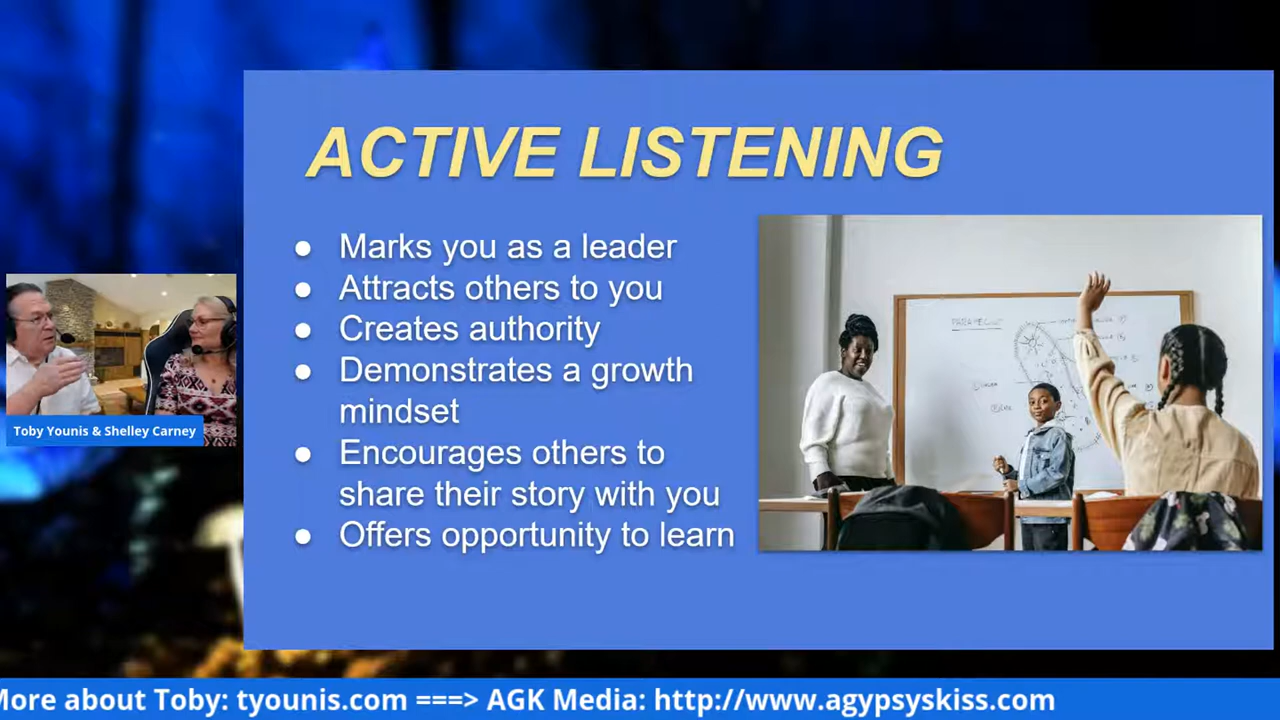 ACTIVE LISTENING
● Marks you as a leader
● Attracts others to you
● Creates authority
● Demonstrates a growth
mindset
● Encourages others to
share their story with you
● Offers opportunity to learn
Toby Younis & Shelley Carney
More about Toby: tyounis.com ===> AGK Media: http://www.agypsyskiss.com